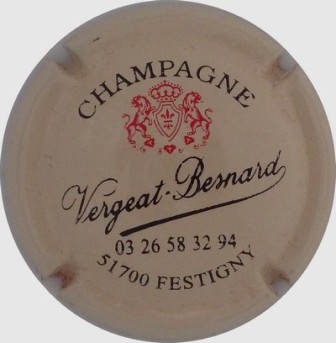 CHAMPAGNE
Vergeat-Besnard
03 26 58 32 94
51700 FESTIGNY